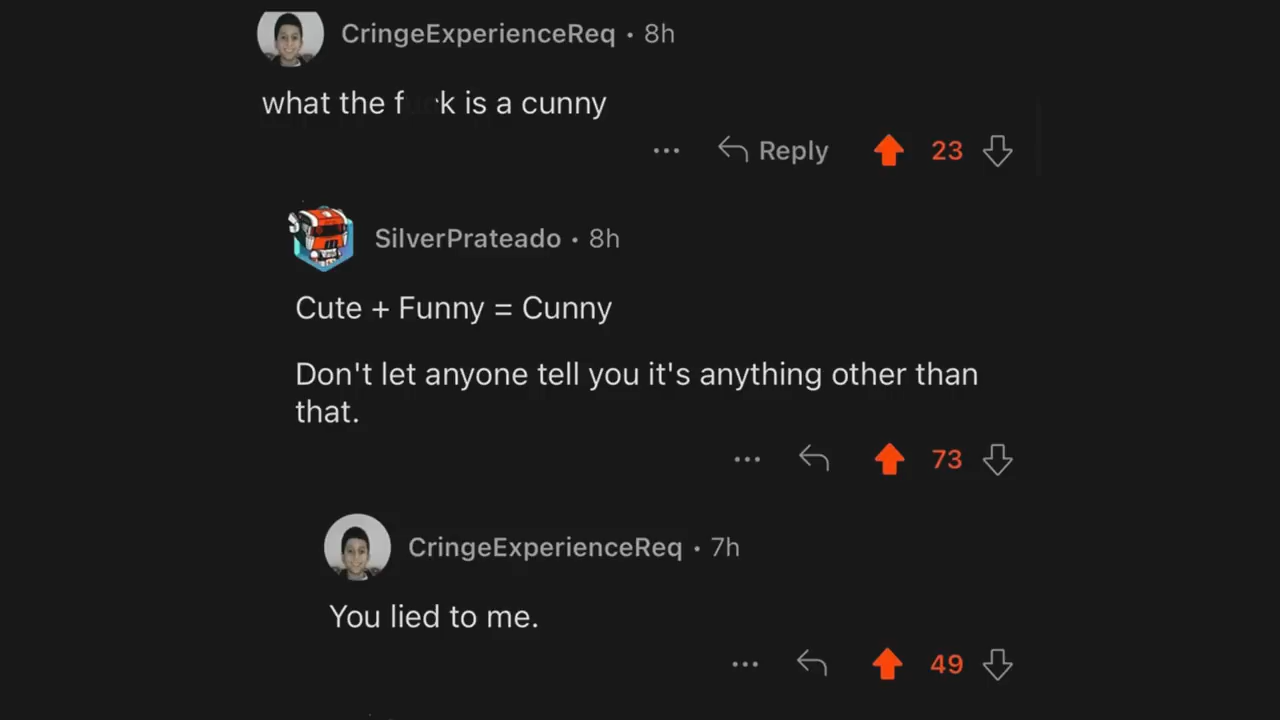 CringeExperienceReq • 8h
what the f k is a cunny
... Reply 23
SilverPrateado • 8h
Cute + Funny = Cunny
Don't let anyone tell you it's anything other than
that.
... 73
CringeExperienceReq • 7h
You lied to me.
... 49